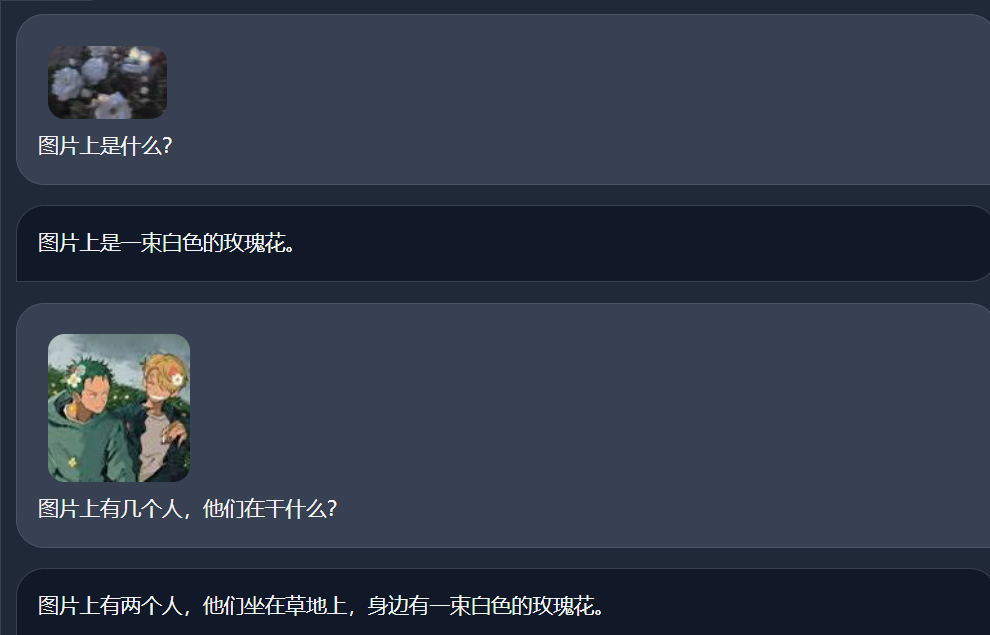 图片上是什么?
图片上是一束白色的玫瑰花。
图片上有几个人，他们在干什么?
图片上有两个人，他们坐在草地上，身边有一束白色的玫瑰花。